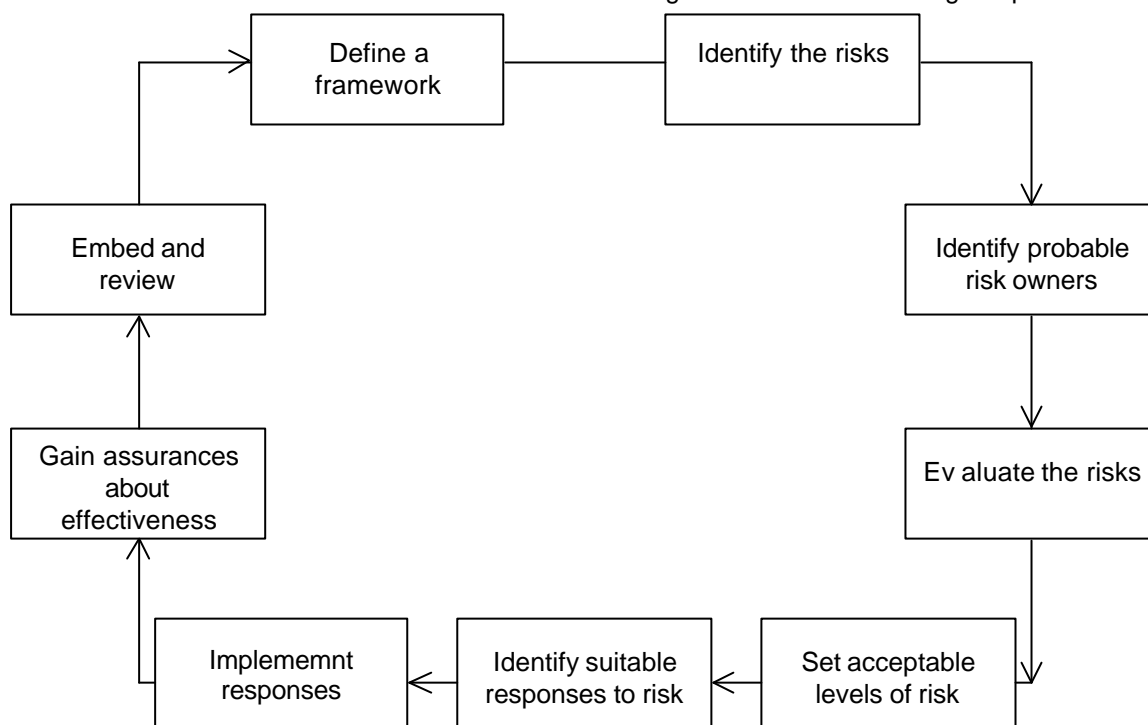 Define a
framework
Identify the risks
Identify probable
risk owners
Ev aluate the risks
Set acceptable
levels of risk
Identify suitable
responses to risk
Implememnt
responses
Gain assurances
about
effectiveness
Embed and
review